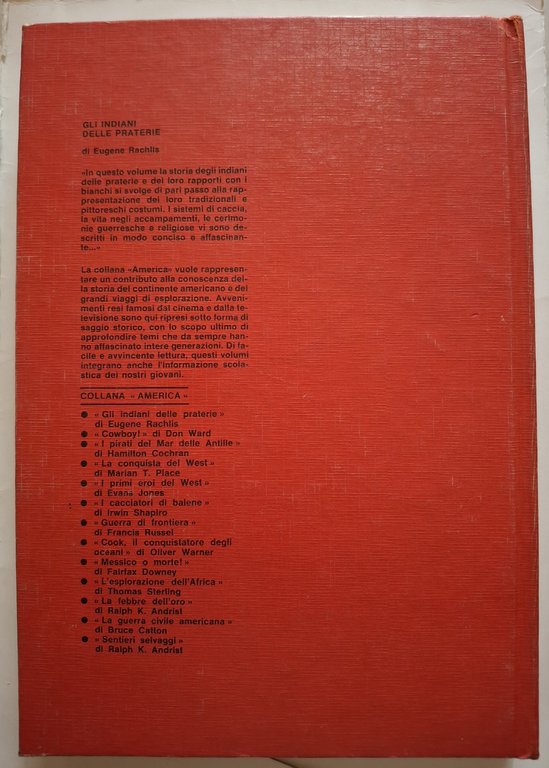 GLI INDIANI
DELLE PRATERIE
di Eugene Rachlis
«In questo volume la storia degli indiani
delle praterie e dei loro rapporti con i
bianchi si svolge di pari passo alla rap-
presentazione dei loro tradizionali e
pittoreschi costumi. I sistemi di caccia,
la vita negli accampamenti, le cerimo-
nie guerresche e religiose vi sono de-
scritti in modo conciso e affascinan-
te...»
La collana «America» vuole rappresen-
tare un contributo alla conoscenza del-
la storia del continente americano e dei
grandi viaggi di esplorazione. Avveni-
menti resi famosi dal cinema e dalla te-
levisione sono qui ripresi sotto forma di
saggio storico, con lo scopo ultimo di
approfondire temi che da sempre han-
no affascinato intere generazioni. Di fa-
cile e avvincente lettura, questi volumi
integrano anche l'informazione scola-
stica dei nostri giovani.
COLLANA « AMERICA »
● « Gli indiani delle praterie »
di Eugene Rachlis
● « Cowboy! » di Don Ward
● « I pirati del Mar delle Antille »
di Hamilton Cochran
● « La conquista del West »
di Marian T. Place
● « I primi eroi del West »
di Evans Jones
● « I cacciatori di balene »
di Irwin Shapiro
● « Guerra di frontiera »
di Francis Russel
● « Cook, il conquistatore degli
oceani » di Oliver Warner
● « Messico o morte! »
di Fairfax Downey
● « L'esplorazione dell'Africa »
di Thomas Sterling
● « La febbre dell'oro »
di Ralph K. Andrist
● « La guerra civile americana »
di Bruce Catton
● « Sentieri selvaggi »
di Ralph K. Andrist